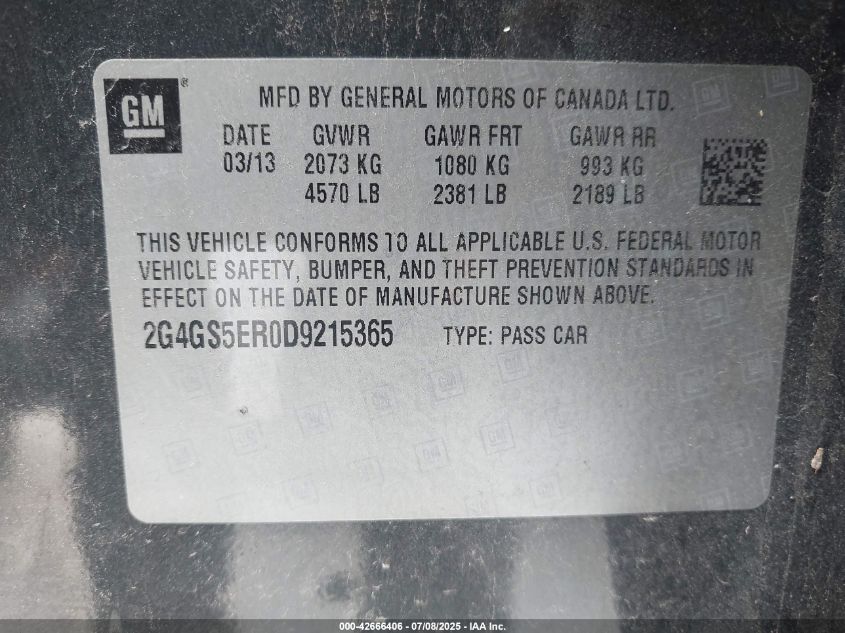 GM ®
MFD BY GENERAL MOTORS OF CANADA LTD.
DATE GVWR GAWR FRT GAWR RR
03/13 2073 KG 1080 KG 993 KG
4570 LB 2381 LB 2189 LB
THIS VEHICLE CONFORMS TO ALL APPLICABLE U.S. FEDERAL MOTOR
VEHICLE SAFETY, BUMPER, AND THEFT PREVENTION STANDARDS IN
EFFECT ON THE DATE OF MANUFACTURE SHOWN ABOVE.
2G4GS5ER0D9215365 TYPE: PASS CAR
000-42666406 - 07/08/2025 - IAA Inc.